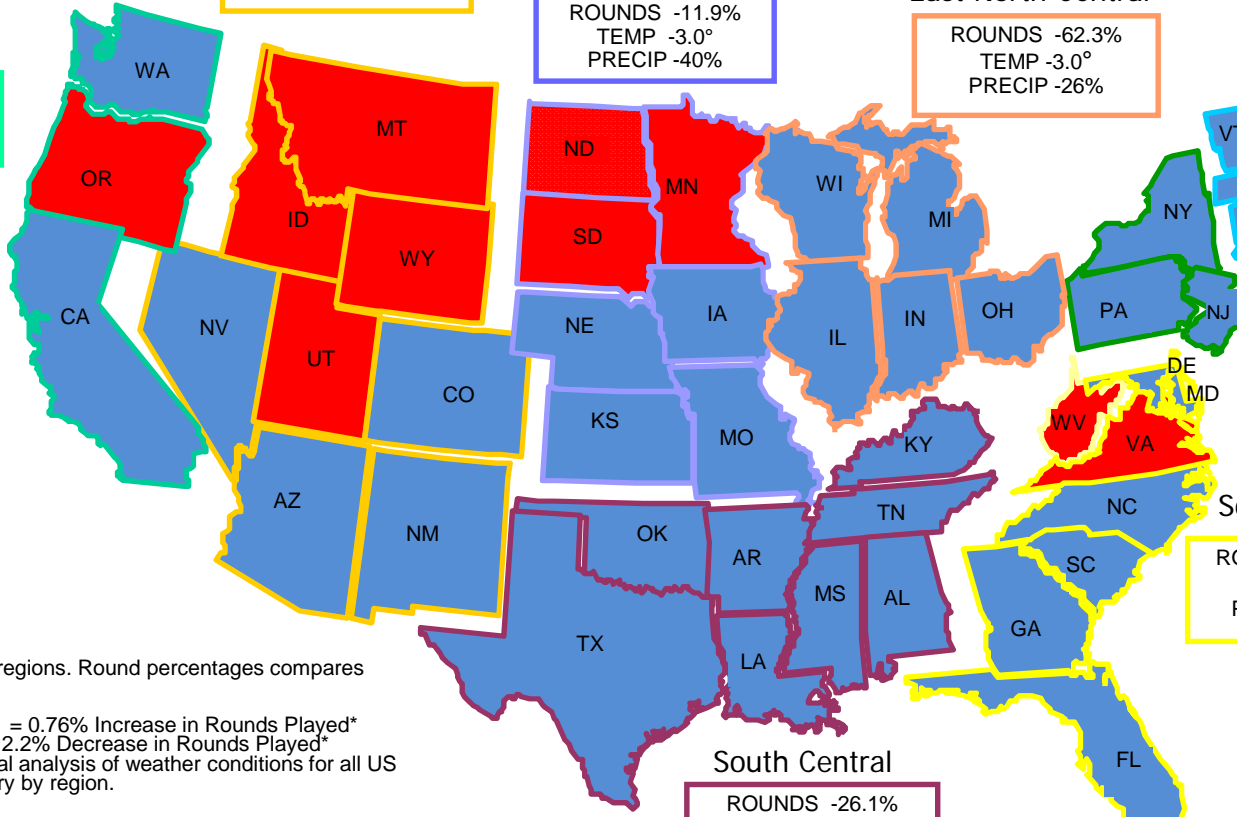 East North Central
ROUNDS -11.9%
TEMP -3.0°
PRECIP -40%
ROUNDS -62.3%
TEMP -3.0°
PRECIP -26%
WA
MT
OR
ID
WY
ND
SD
MN
WI
MI
NY
VT
CA
NV
UT
CO
NE
IA
IL
IN
OH
PA
NJ
DE
MD
KS
MO
KY
WV
VA
AZ
NM
OK
AR
TN
NC
SC
TX
LA
MS
AL
GA
FL
regions. Round percentages compares
= 0.76% Increase in Rounds Played*
2.2% Decrease in Rounds Played*
al analysis of weather conditions for all US
ry by region.
South Central
ROUNDS -26.1%